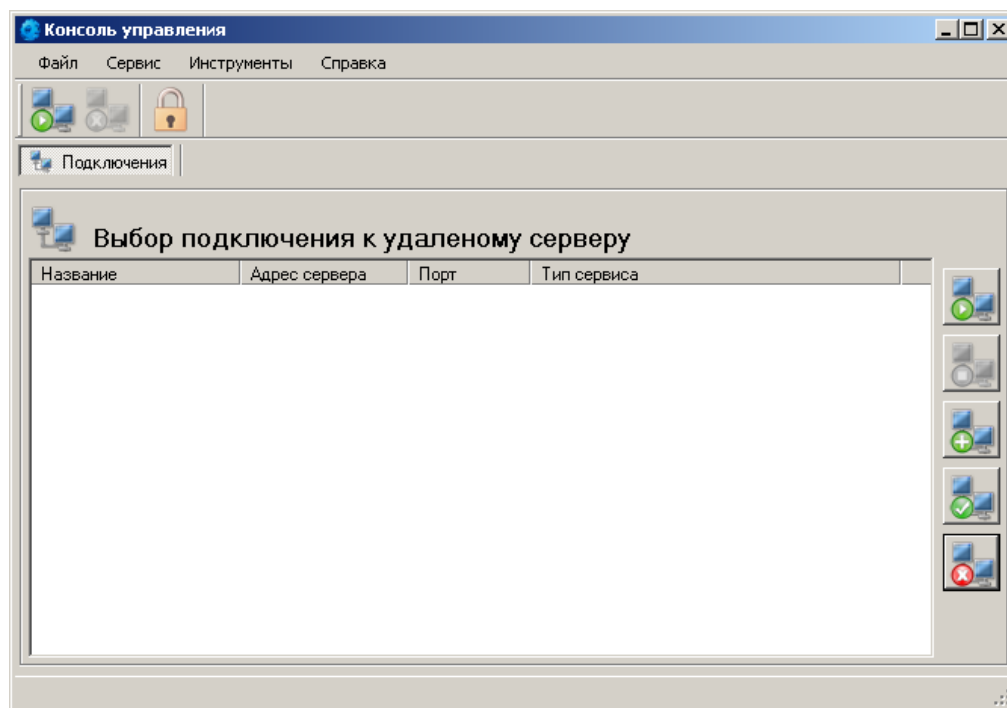 Консоль управления
Файл Сервис Инструменты Справка
Подключения
Выбор подключения к удаленому серверу
Название Адрес сервера Порт Тип сервиса